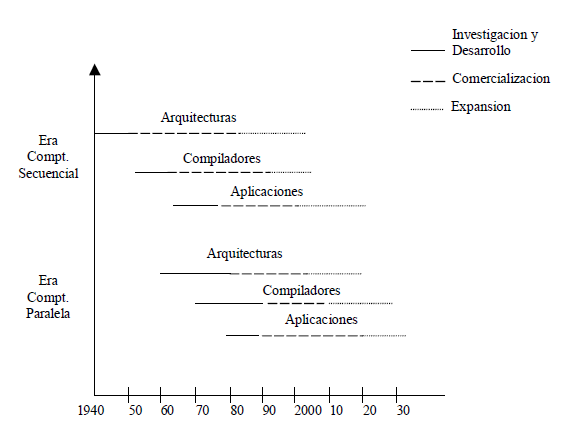 Investigacion y
Desarrollo
Comercializacion
Expansion
Era
Compt.
Secuencial
Arquitecturas
Compiladores
Aplicaciones
Era
Compt.
Paralela
Arquitecturas
Compiladores
Aplicaciones
1940 50 60 70 80 90 2000 10 20 30